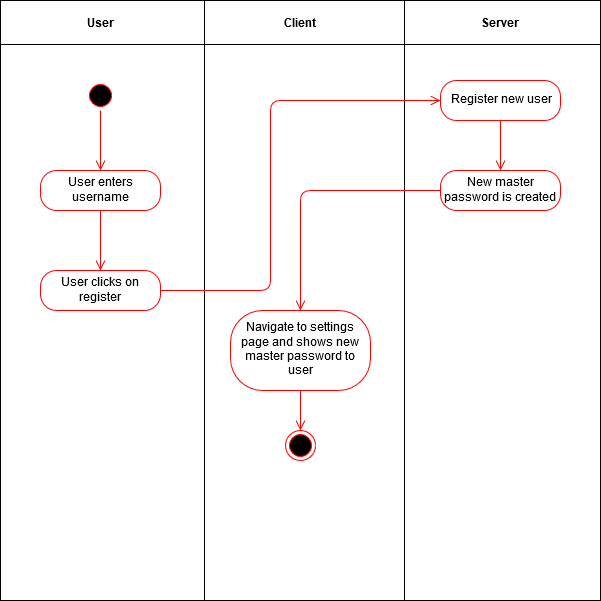 User
Client
Server
User enters
username
User clicks on
register
Register new user
New master
password is created
Navigate to settings
page and shows new
master password to
user